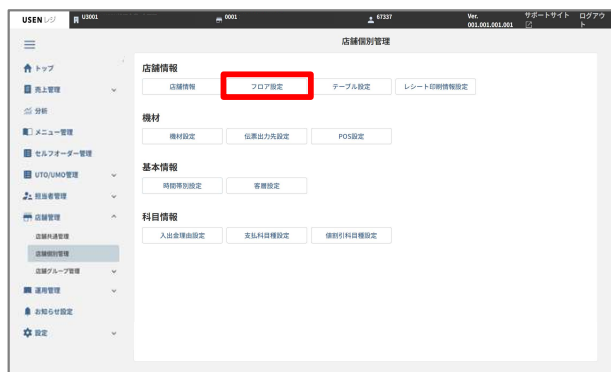 USEN レジ U3001 0001 67337 Ver. 001.001.001.001 サポートサイト ログアウト
店舗個別管理
トップ
売上管理
分析
メニュー管理
セルフオーダー管理
UTO/UMO管理
担当者管理
店舗管理
店舗共通管理
店舗個別管理
店舗グループ管理
運用管理
お知らせ設定
設定
店舗情報
店舗情報 フロア設定 テーブル設定 レシート印刷情報設定
機材
機材設定 伝票出力先設定 POS設定
基本情報
時間帯別設定 客層設定
科目情報
入出金理由設定 支払科目種設定 値割引科目種設定